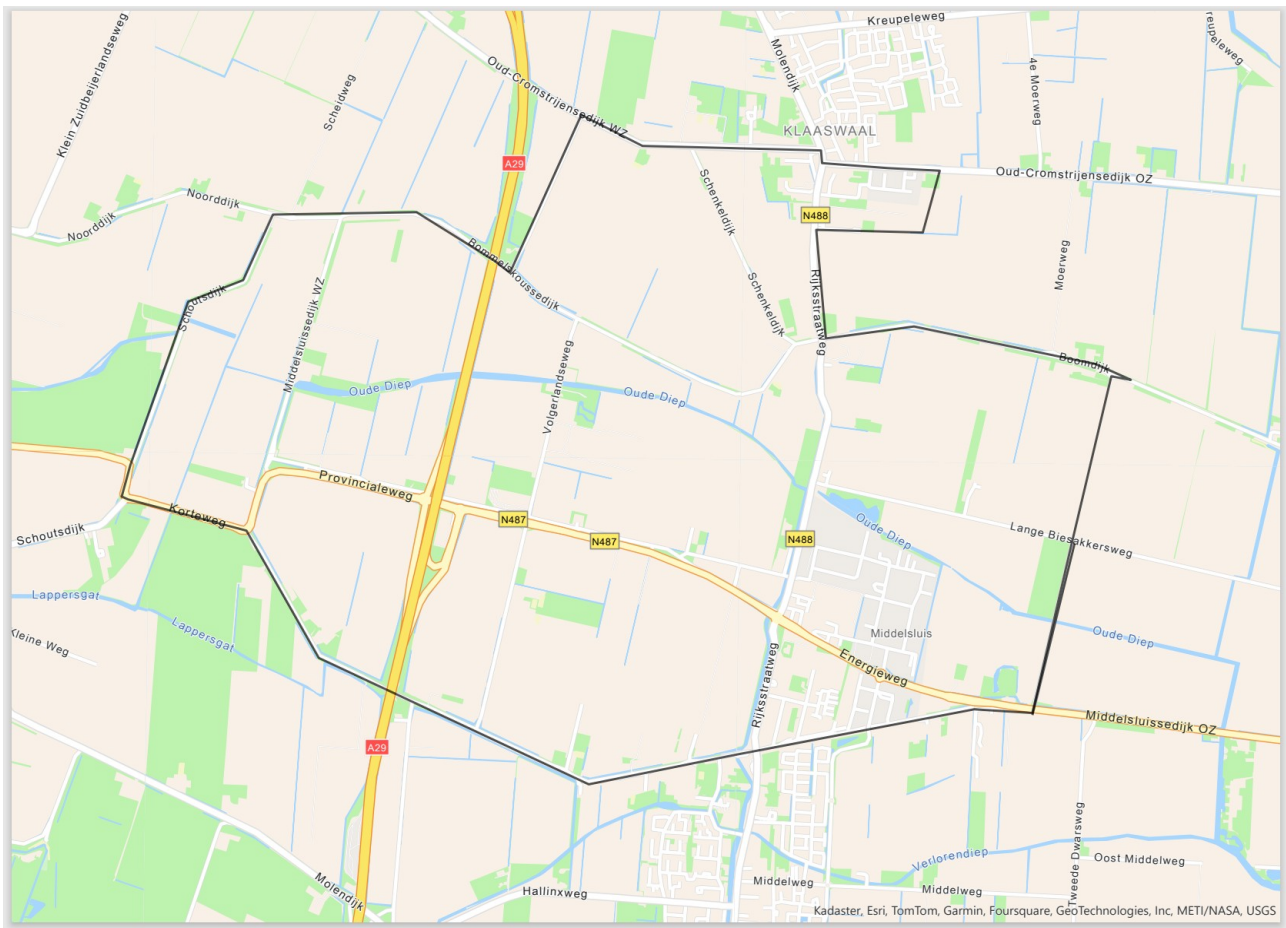 Kreupeleweg
Kreupeleweg
Molendijk
Klein Zuidbeijerlandseweg
Oud-Cromstrijensedijk WZ
4e Moerweg
Scheidweg
KLAASWAAL
A29
Oud-Cromstrijensedijk OZ
Schenkeldijk
Noorddijk
Noorddijk
N488
Bommelskoussedijk
Moerweg
Schenkeldijk
Schoutsdijk
Rijksstraatweg
Middelsluissedijk WZ
Boomdijk
Oude Diep
Oude Diep
Volgerlandseweg
Provincialeweg
Korteweg
N487
N487
N488
Oude Diep
Lange Biesakkersweg
Schoutsdijk
Lappersgat
Lappersgat
Kleine Weg
Middelsluis
Oude Diep
Energieweg
Rijksstraatweg
Middelsluissedijk OZ
A29
Verlorendiep
Oost Middelweg
Tweede Dwarsweg
Molendijk
Hallinxweg
Middelweg
Middelweg
Kadaster, Esri, TomTom, Garmin, Foursquare, GeoTechnologies, Inc, METI/NASA, USGS